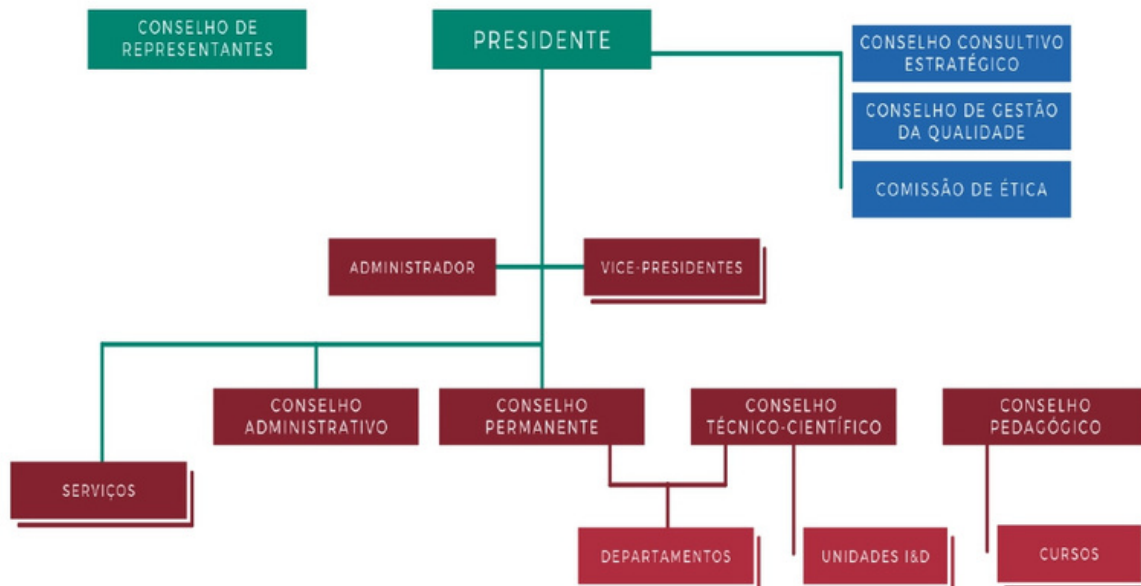 CONSELHO DE
REPRESENTANTES
PRESIDENTE
CONSELHO CONSULTIVO
ESTRATÉGICO
CONSELHO DE GESTÃO
DA QUALIDADE
COMISSÃO DE ÉTICA
ADMINISTRADOR
VICE-PRESIDENTES
CONSELHO
ADMINISTRATIVO
CONSELHO
PERMANENTE
CONSELHO
TÉCNICO-CIENTÍFICO
CONSELHO
PEDAGÓGICO
SERVIÇOS
DEPARTAMENTOS
UNIDADES I&D
CURSOS